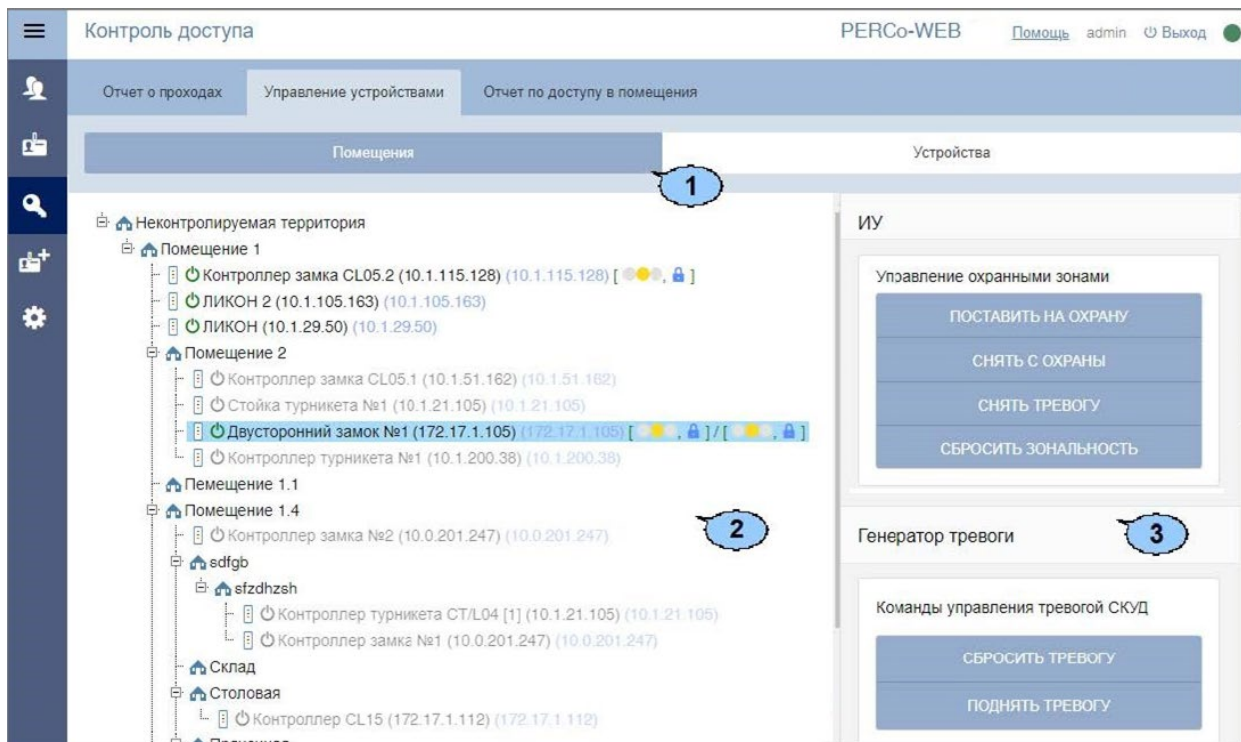 Контроль доступа PERCo-WEB Помощь admin Выход
Отчет о проходах Управление устройствами Отчет по доступу в помещения
Помещения Устройства
1
Неконтролируемая территория
Помещение 1
Контроллер замка CL05.2 (10.1.115.128) (10.1.115.128) [ , ]
ЛИКОН 2 (10.1.105.163) (10.1.105.163)
ЛИКОН (10.1.29.50) (10.1.29.50)
Помещение 2
Контроллер замка CL05.1 (10.1.51.162) (10.1.51.162)
Стойка турникета №1 (10.1.21.105) (10.1.21.105)
Двусторонний замок №1 (172.17.1.105) (172.17.1.105) [ , ] / [ , ]
Контроллер турникета №1 (10.1.200.38) (10.1.200.38)
Пемещение 1.1
Помещение 1.4
Контроллер замка №2 (10.0.201.247) (10.0.201.247)
2
sdfgb
sfzdhzsh
Контроллер турникета CT/L04 [1] (10.1.21.105) (10.1.21.105)
Контроллер замка №1 (10.0.201.247) (10.0.201.247)
Склад
Столовая
Контроллер CL15 (172.17.1.112) (172.17.1.112)
ИУ
Управление охранными зонами
ПОСТАВИТЬ НА ОХРАНУ
СНЯТЬ С ОХРАНЫ
СНЯТЬ ТРЕВОГУ
СБРОСИТЬ ЗОНАЛЬНОСТЬ
Генератор тревоги
3
Команды управления тревогой СКУД
СБРОСИТЬ ТРЕВОГУ
ПОДНЯТЬ ТРЕВОГУ